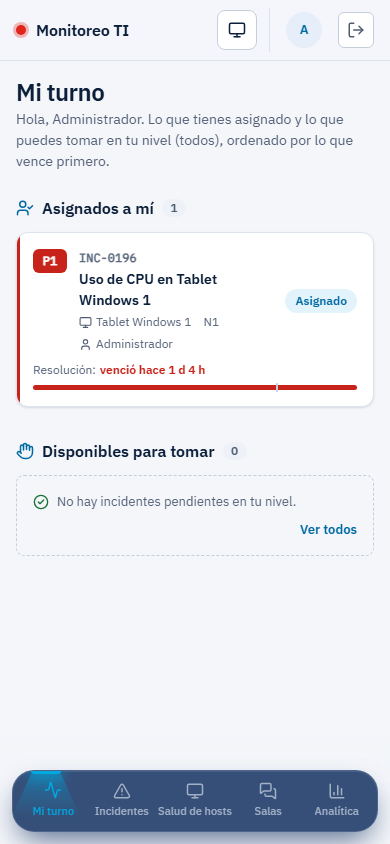 Monitoreo TI
A
Mi turno
Hola, Administrador. Lo que tienes asignado y lo que
puedes tomar en tu nivel (todos), ordenado por lo que
vence primero.
Asignados a mí 1
P1
INC-0196
Uso de CPU en Tablet
Windows 1
Asignado
Tablet Windows 1 N1
Administrador
Resolución: venció hace 1 d 4 h
Disponibles para tomar 0
No hay incidentes pendientes en tu nivel.
Ver todos
Mi turno Incidentes Salud de hosts Salas Analítica